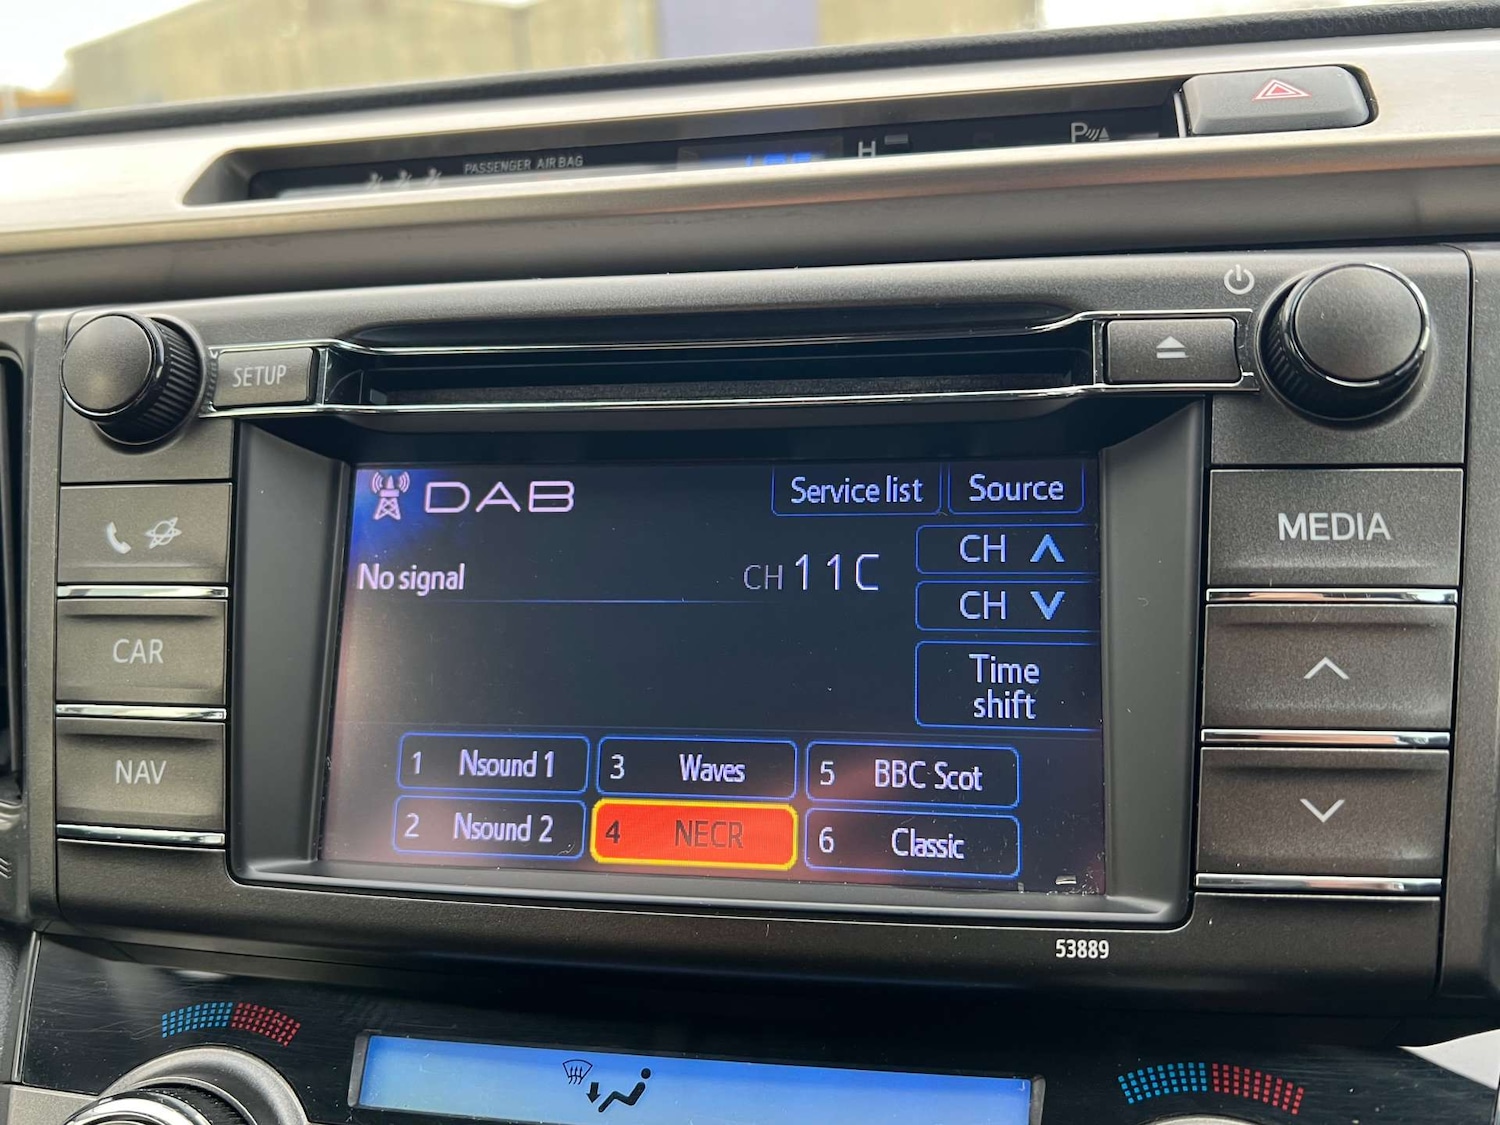 PASSENGER AIR BAG
H
P
SETUP
DAB
Service list
Source
No signal
CH 11C
CH
CH
Time
shift
1 Nsound 1
3 Waves
5 BBC Scot
2 Nsound 2
4 NECR
6 Classic
CAR
NAV
MEDIA
53889